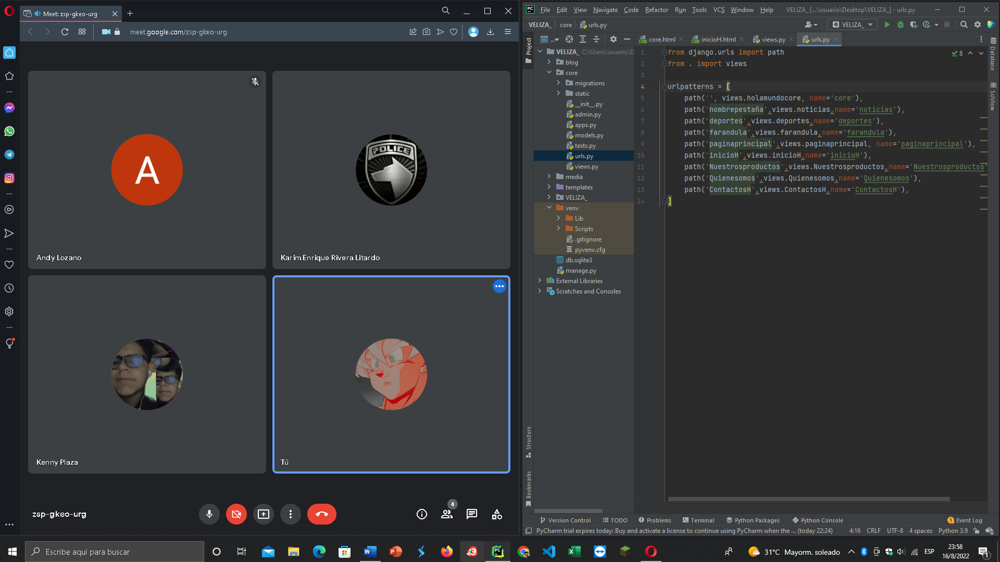 Meet: zsp-gkeo-urg
meet.google.com/zsp-gkeo-urg
A
Andy Lozano
POLICE
Karim Enrique Rivera Litardo
Kenny Plaza
Tú
zsp-gkeo-urg
4
PC
File Edit View Navigate Code Refactor Run Tools VCS Window Help
VELIZA_ [...\usuario\Desktop\VELIZA_] - urls.py
VELIZA_ core urls.py
dj VELIZA_
Project
...
core.html inicioH.html views.py urls.py
VELIZA_ C:\Users\usuario\D
blog
core
migrations
static
__init__.py
admin.py
apps.py
models.py
tests.py
urls.py
views.py
media
templates
VELIZA_
venv
Lib
Scripts
.gitignore
pyvenv.cfg
db.sqlite3
manage.py
External Libraries
Scratches and Consoles
Structure
Bookmarks
8
1 from django.urls import path
2 from . import views
3
4 urlpatterns = [
5 path('', views.holamundocore, name='core'),
6 path('nombrepestaña',views.noticias,name='noticias'),
7 path('deportes',views.deportes,name='deportes'),
8 path('farandula',views.farandula,name='farandula'),
9 path('paginaprincipal',views.paginaprincipal, name='paginaprincipal'),
10 path('inicioH',views.inicioH,name='inicioH'),
11 path('Nuestrosproductos',views.Nuestrosproductos,name='Nuestrosproductos'
12 path('Quienesomos',views.Quienesomos,name='Quienesomos'),
13 path('ContactosH',views.ContactosH,name='ContactosH'),
14 ]
Database
SciView
Version Control TODO Problems Terminal Python Packages Python Console 1 Event Log
PyCharm trial expires today: Buy and activate a license to continue using PyCharm when the ... (today 22:24) 4:16 CRLF UTF-8 4 spaces Python 3.9
Escribe aquí para buscar
31°C Mayorm. soleado
ESP
23:58
16/8/2022
1